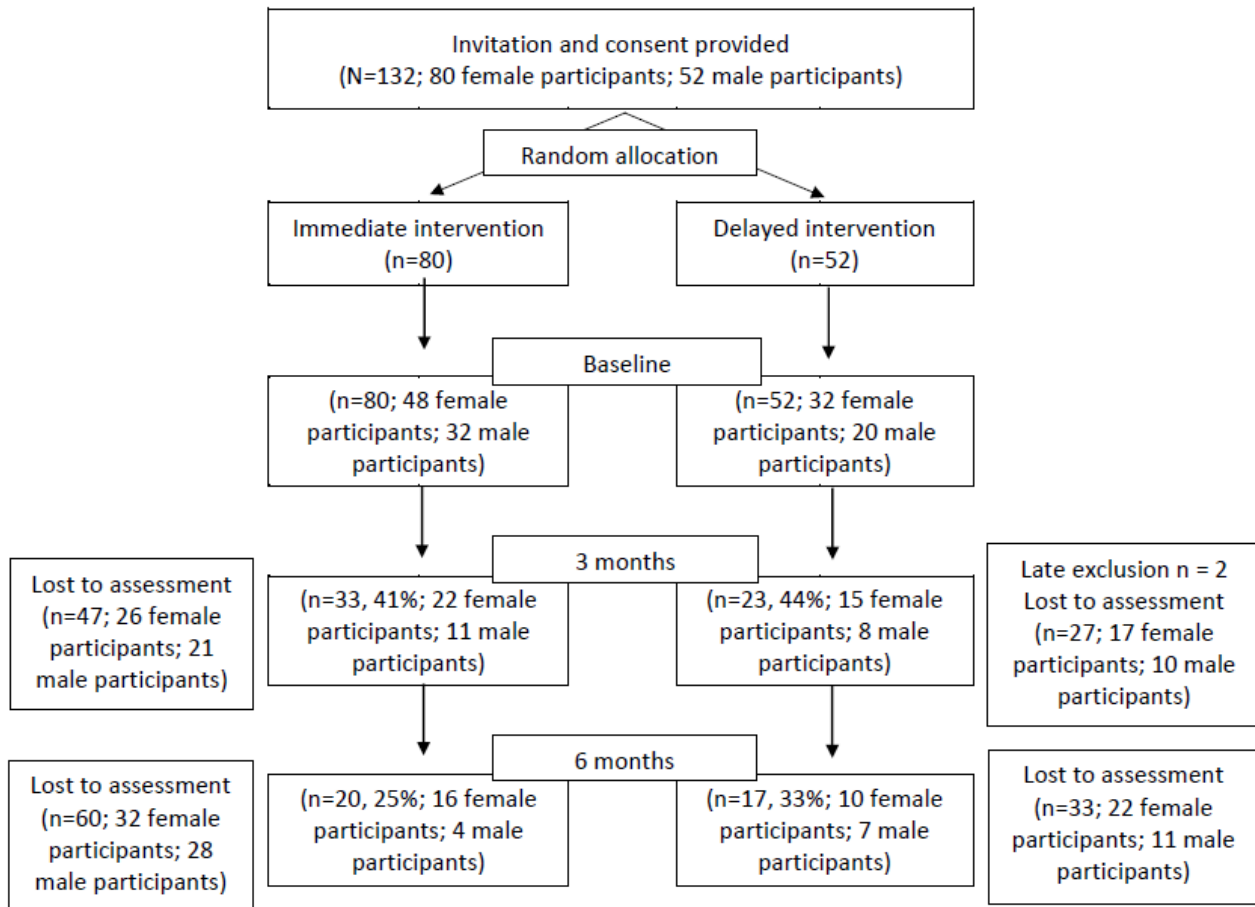 Invitation and consent provided
(N=132; 80 female participants; 52 male participants)
Random allocation
Immediate intervention
(n=80)
Delayed intervention
(n=52)
Baseline
(n=80; 48 female
participants; 32 male
participants)
(n=52; 32 female
participants; 20 male
participants)
3 months
Lost to assessment
(n=47; 26 female
participants; 21
male participants)
(n=33, 41%; 22 female
participants; 11 male
participants)
(n=23, 44%; 15 female
participants; 8 male
participants)
Late exclusion n = 2
Lost to assessment
(n=27; 17 female
participants; 10 male
participants)
6 months
Lost to assessment
(n=60; 32 female
participants; 28
male participants)
(n=20, 25%; 16 female
participants; 4 male
participants)
(n=17, 33%; 10 female
participants; 7 male
participants)
Lost to assessment
(n=33; 22 female
participants; 11 male
participants)